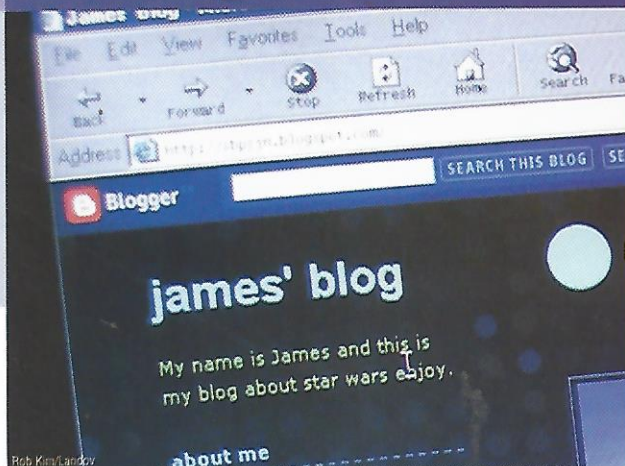 James' blog
File Edit View Favorites Tools Help
Back Forward Stop Refresh Home Search Fa
Address
Blogger SEARCH THIS BLOG SE
james' blog
My name is James and this is
my blog about star wars enjoy.
about me
Rob Kim/Landov